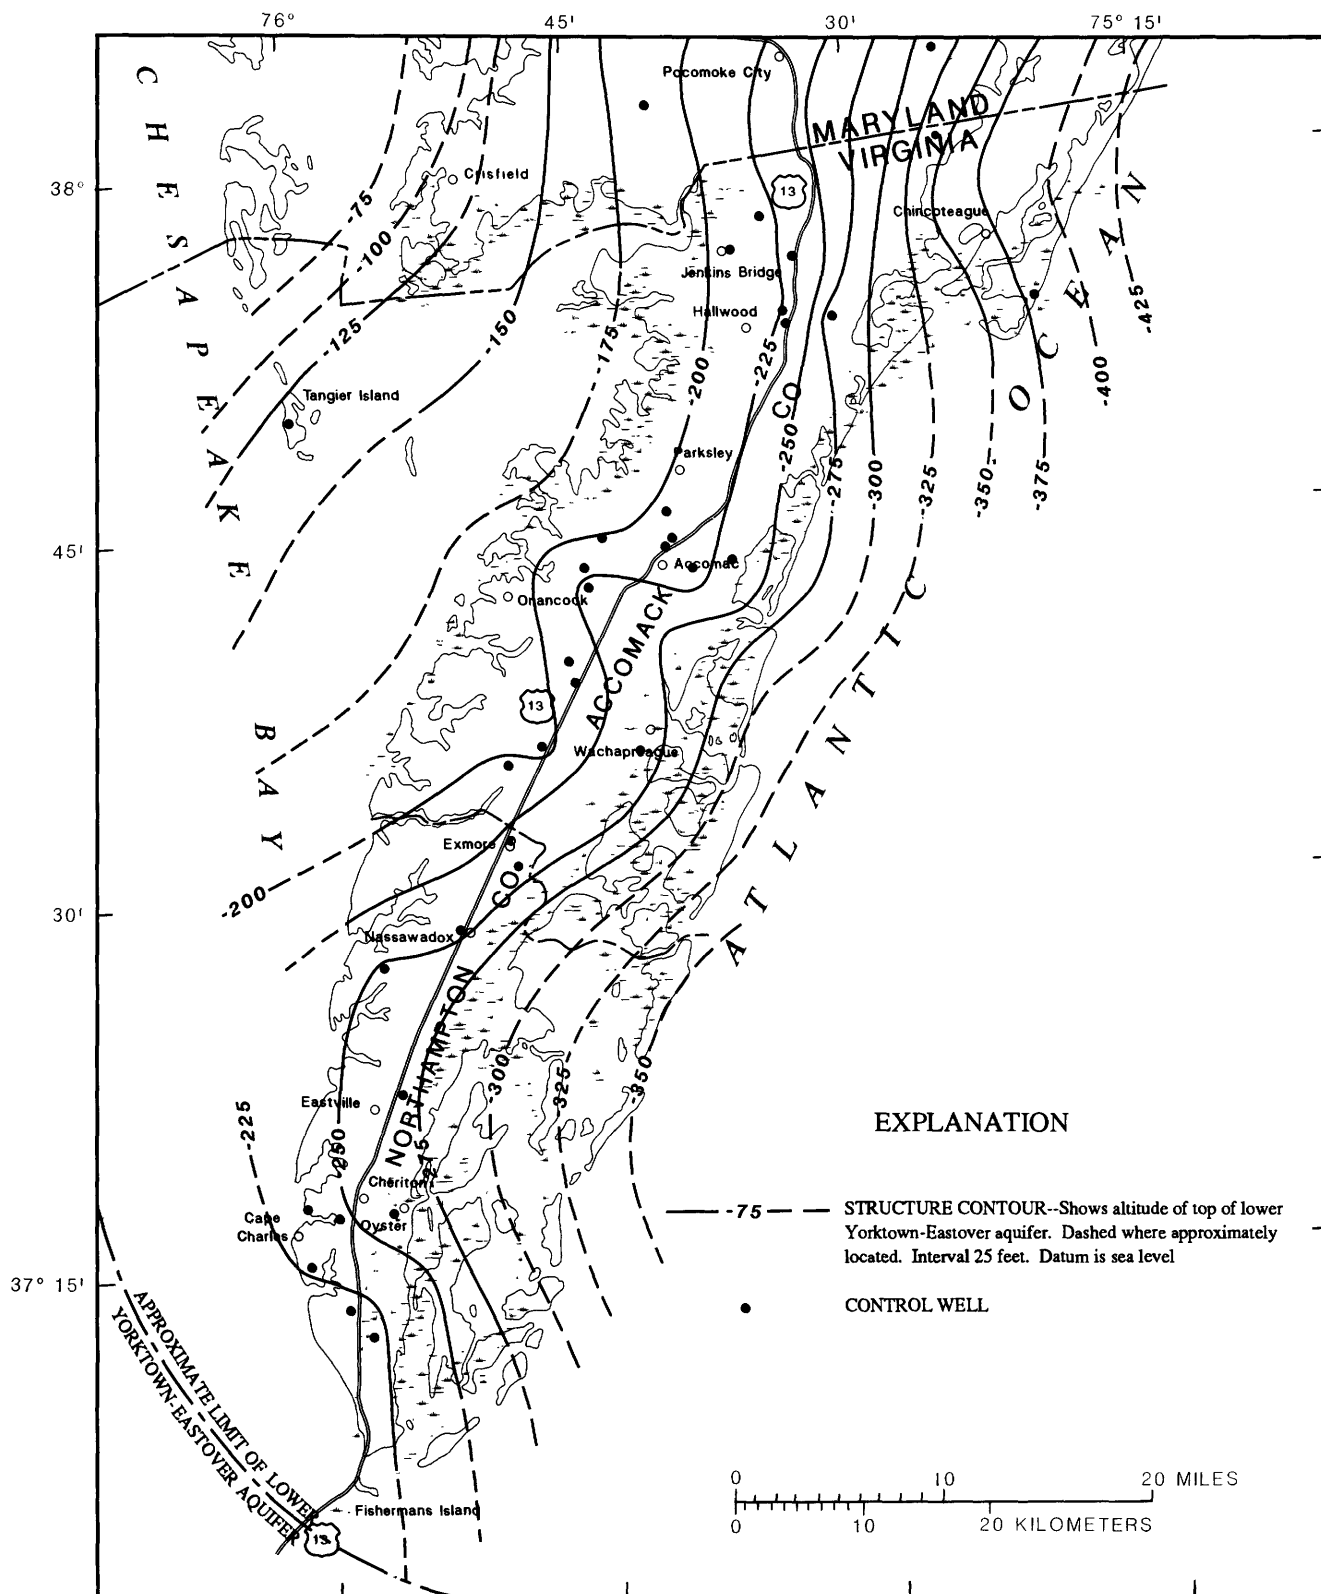 76°
45'
30'
75° 15'
38°
45'
30'
37° 15'
CHESAPEAKE
BAY
ATLANTTC
OCEAN
Pocomoke City
MARYLAND
VIRGINIA
Crisfield
13
Chincoteague
Jenkins Bridge
Hallwood
Tangier Island
Parksley
Accomac
Onancock
ACCOMACK
CO
13
Wachapreague
Exmore
NORTHAMPTON
CO
Nassawadox
Eastville
Cheriton
Oyster
Cape
Charles
Fishermans Island
13
-75
-100
-125
-150
-175
-200
-225
-250
-275
-300
-325
-350
-375
-400
-425
-200
-225
-250
-275
-300
-325
-350
APPROXIMATE LIMIT OF LOWER
YORKTOWN-EASTOVER AQUIFER
EXPLANATION
-75
STRUCTURE CONTOUR--Shows altitude of top of lower
Yorktown-Eastover aquifer. Dashed where approximately
located. Interval 25 feet. Datum is sea level
CONTROL WELL
0 10 20 MILES
0 10 20 KILOMETERS